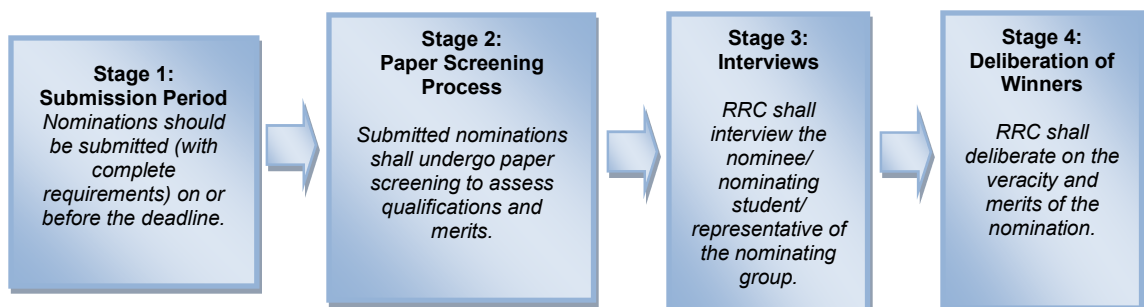 Stage 1:
Submission Period
Nominations should
be submitted (with
complete
requirements) on or
before the deadline.
Stage 2:
Paper Screening
Process
Submitted nominations
shall undergo paper
screening to assess
qualifications and
merits.
Stage 3:
Interviews
RRC shall
interview the
nominee/
nominating
student/
representative of
the nominating
group.
Stage 4:
Deliberation of
Winners
RRC shall
deliberate on the
veracity and
merits of the
nomination.